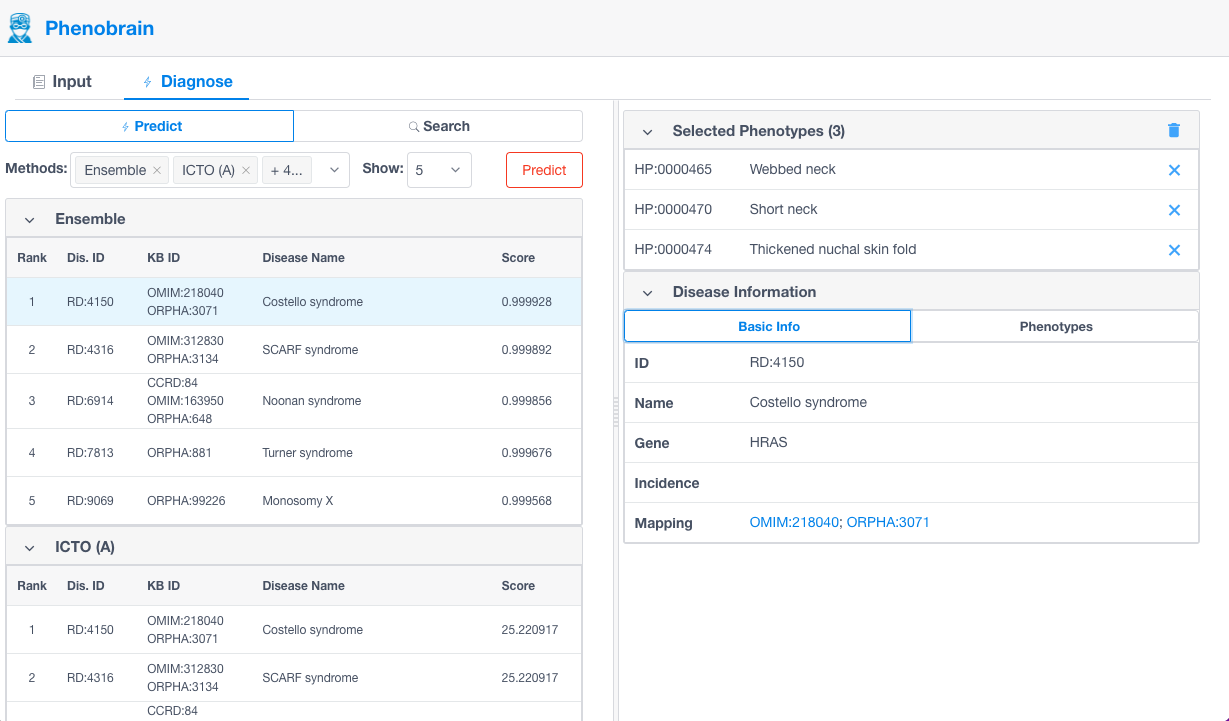 Phenobrain
Input
Diagnose
Predict
Search
Methods:
Ensemble
ICTO (A)
+ 4...
Show:
5
Predict
Ensemble
Rank Dis. ID KB ID Disease Name Score
1 RD:4150 OMIM:218040 ORPHA:3071 Costello syndrome 0.999928
2 RD:4316 OMIM:312830 ORPHA:3134 SCARF syndrome 0.999892
3 RD:6914 CCRD:84 OMIM:163950 ORPHA:648 Noonan syndrome 0.999856
4 RD:7813 ORPHA:881 Turner syndrome 0.999676
5 RD:9069 ORPHA:99226 Monosomy X 0.999568
ICTO (A)
Rank Dis. ID KB ID Disease Name Score
1 RD:4150 OMIM:218040 ORPHA:3071 Costello syndrome 25.220917
2 RD:4316 OMIM:312830 ORPHA:3134 SCARF syndrome 25.220917
CCRD:84
Selected Phenotypes (3)
HP:0000465 Webbed neck
HP:0000470 Short neck
HP:0000474 Thickened nuchal skin fold
Disease Information
Basic Info
Phenotypes
ID RD:4150
Name Costello syndrome
Gene HRAS
Incidence
Mapping OMIM:218040; ORPHA:3071